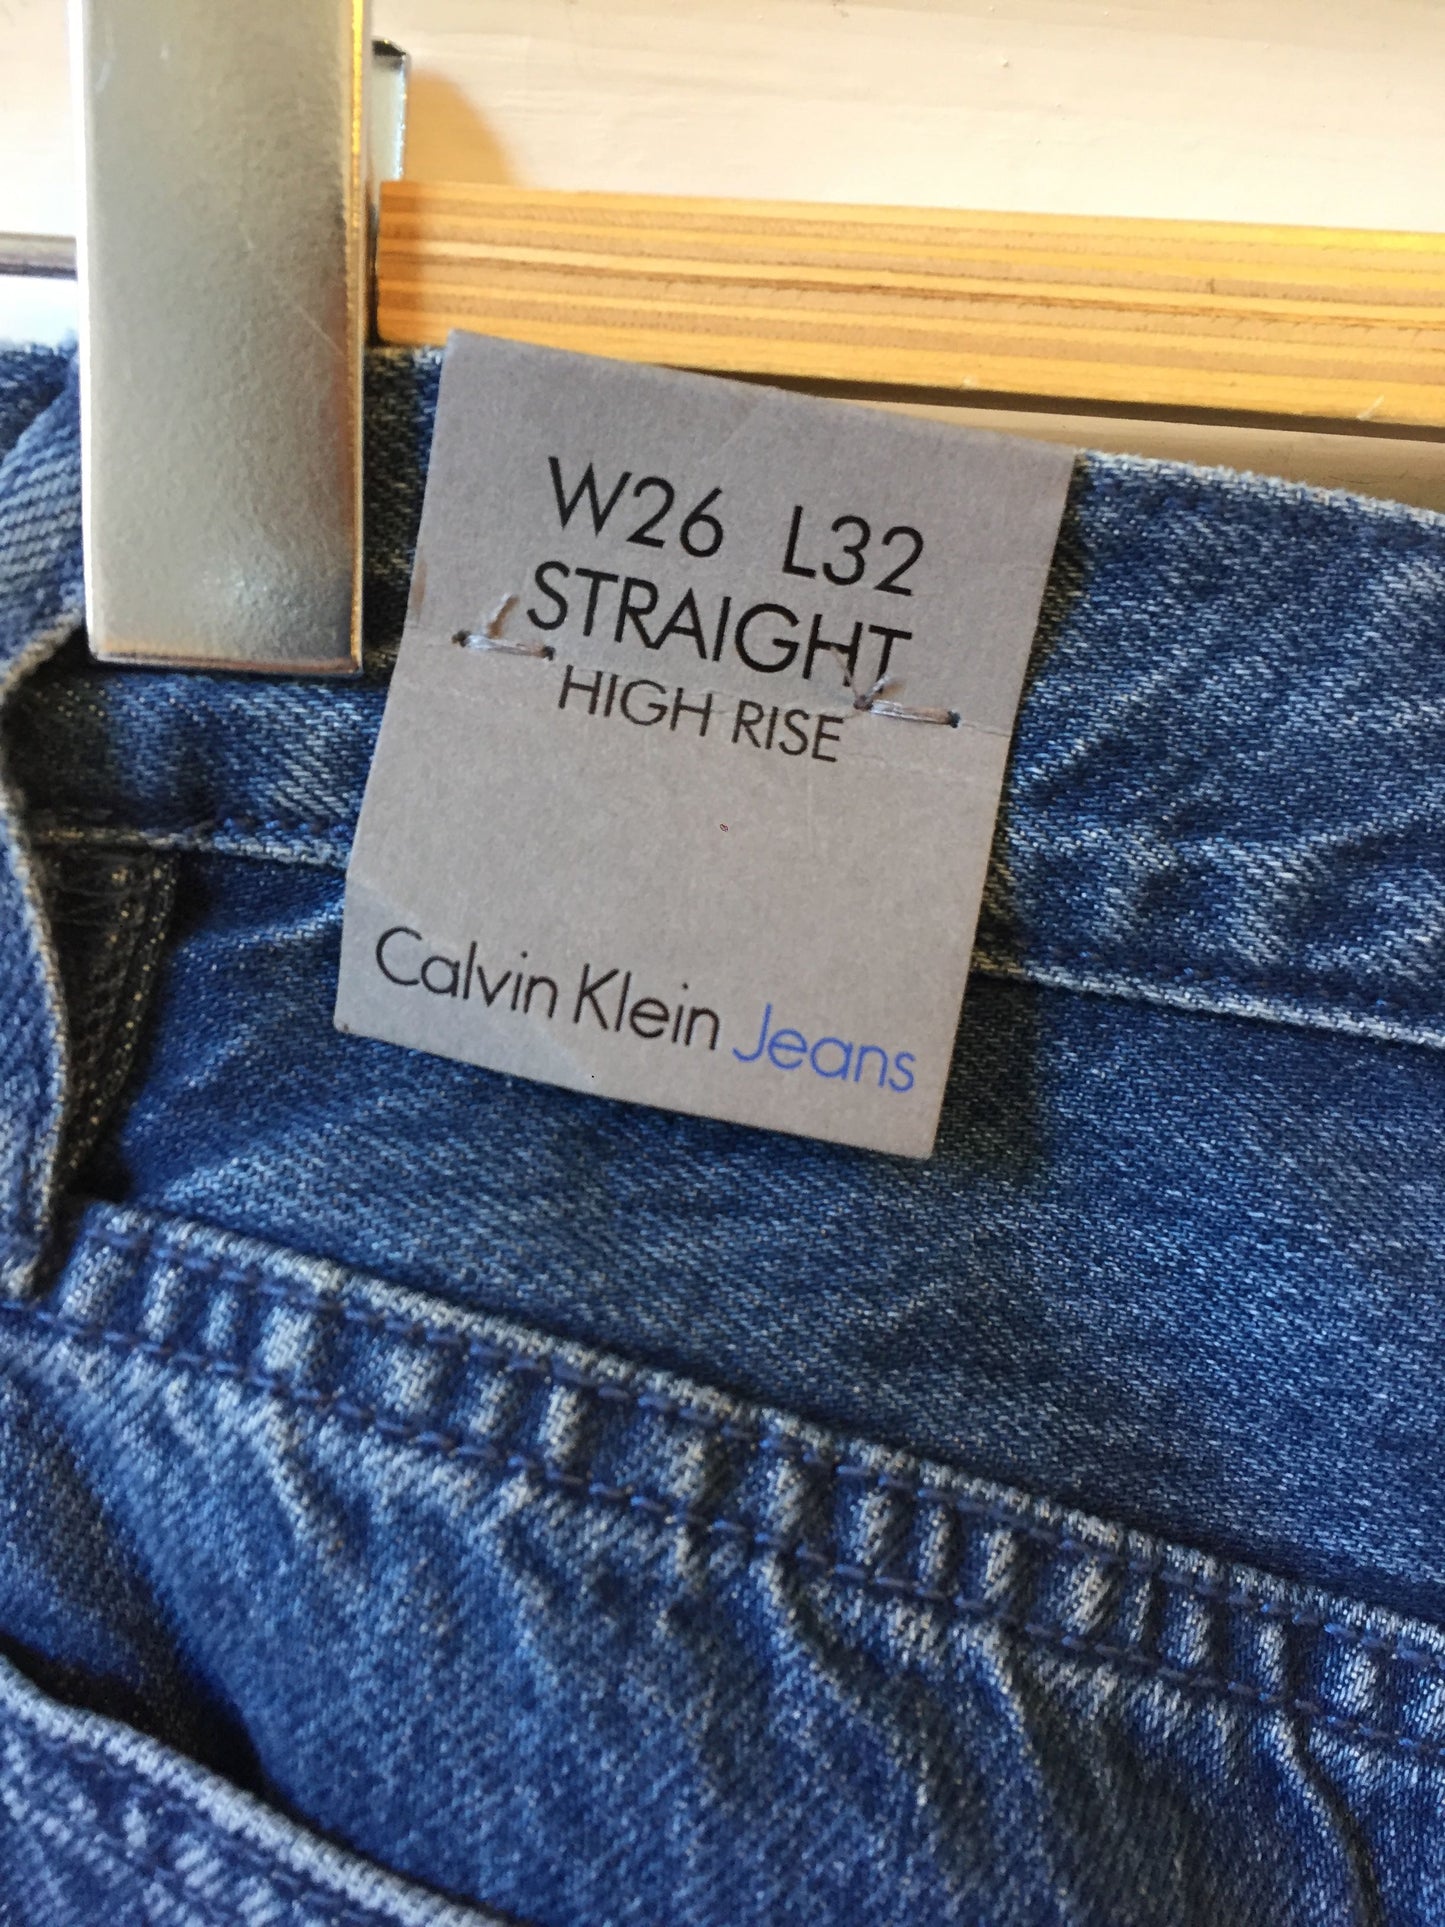 W26 L32
STRAIGHT
HIGH RISE
Calvin Klein Jeans